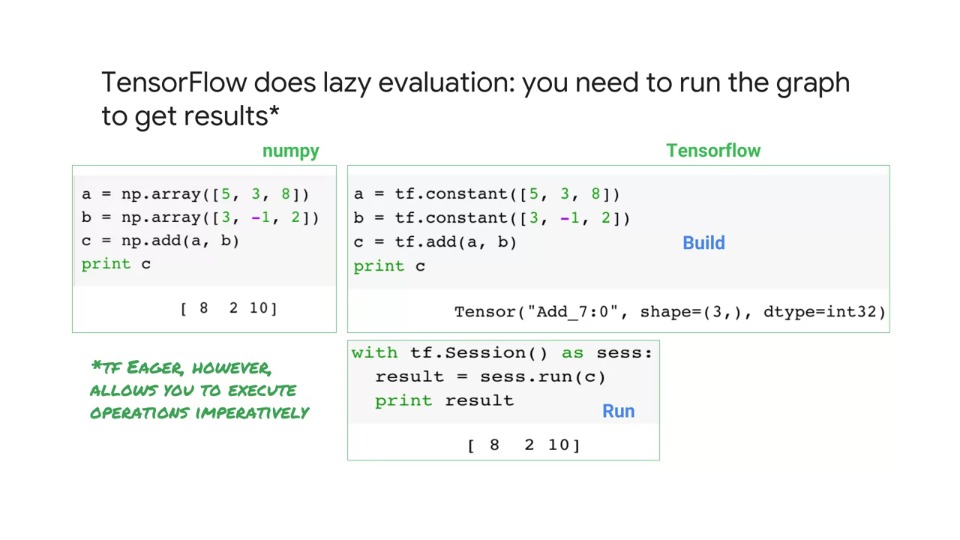 TensorFlow does lazy evaluation: you need to run the graph
to get results*
numpy
a = np.array([5, 3, 8])
b = np.array([3, -1, 2])
c = np.add(a, b)
print c
[ 8  2 10]
Tensorflow
a = tf.constant([5, 3, 8])
b = tf.constant([3, -1, 2])
c = tf.add(a, b)
Build
print c
Tensor("Add_7:0", shape=(3,), dtype=int32)
with tf.Session() as sess:
result = sess.run(c)
print result
Run
[ 8  2 10]
*TF EAGER, HOWEVER,
ALLOWS YOU TO EXECUTE
OPERATIONS IMPERATIVELY